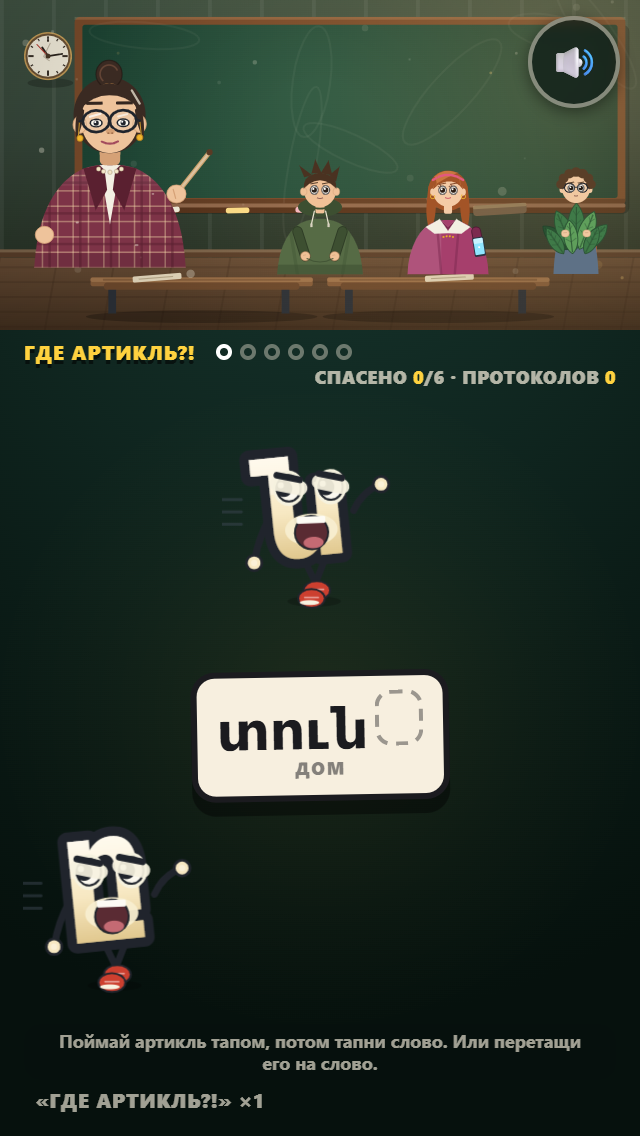 ГДЕ АРТИКЛЬ?!
СПАСЕНО 0/6 · ПРОТОКОЛОВ 0
ն
տուն
дом
ը
Поймай артикль тапом, потом тапни слово. Или перетащи
его на слово.
«ГДЕ АРТИКЛЬ?!» ×1